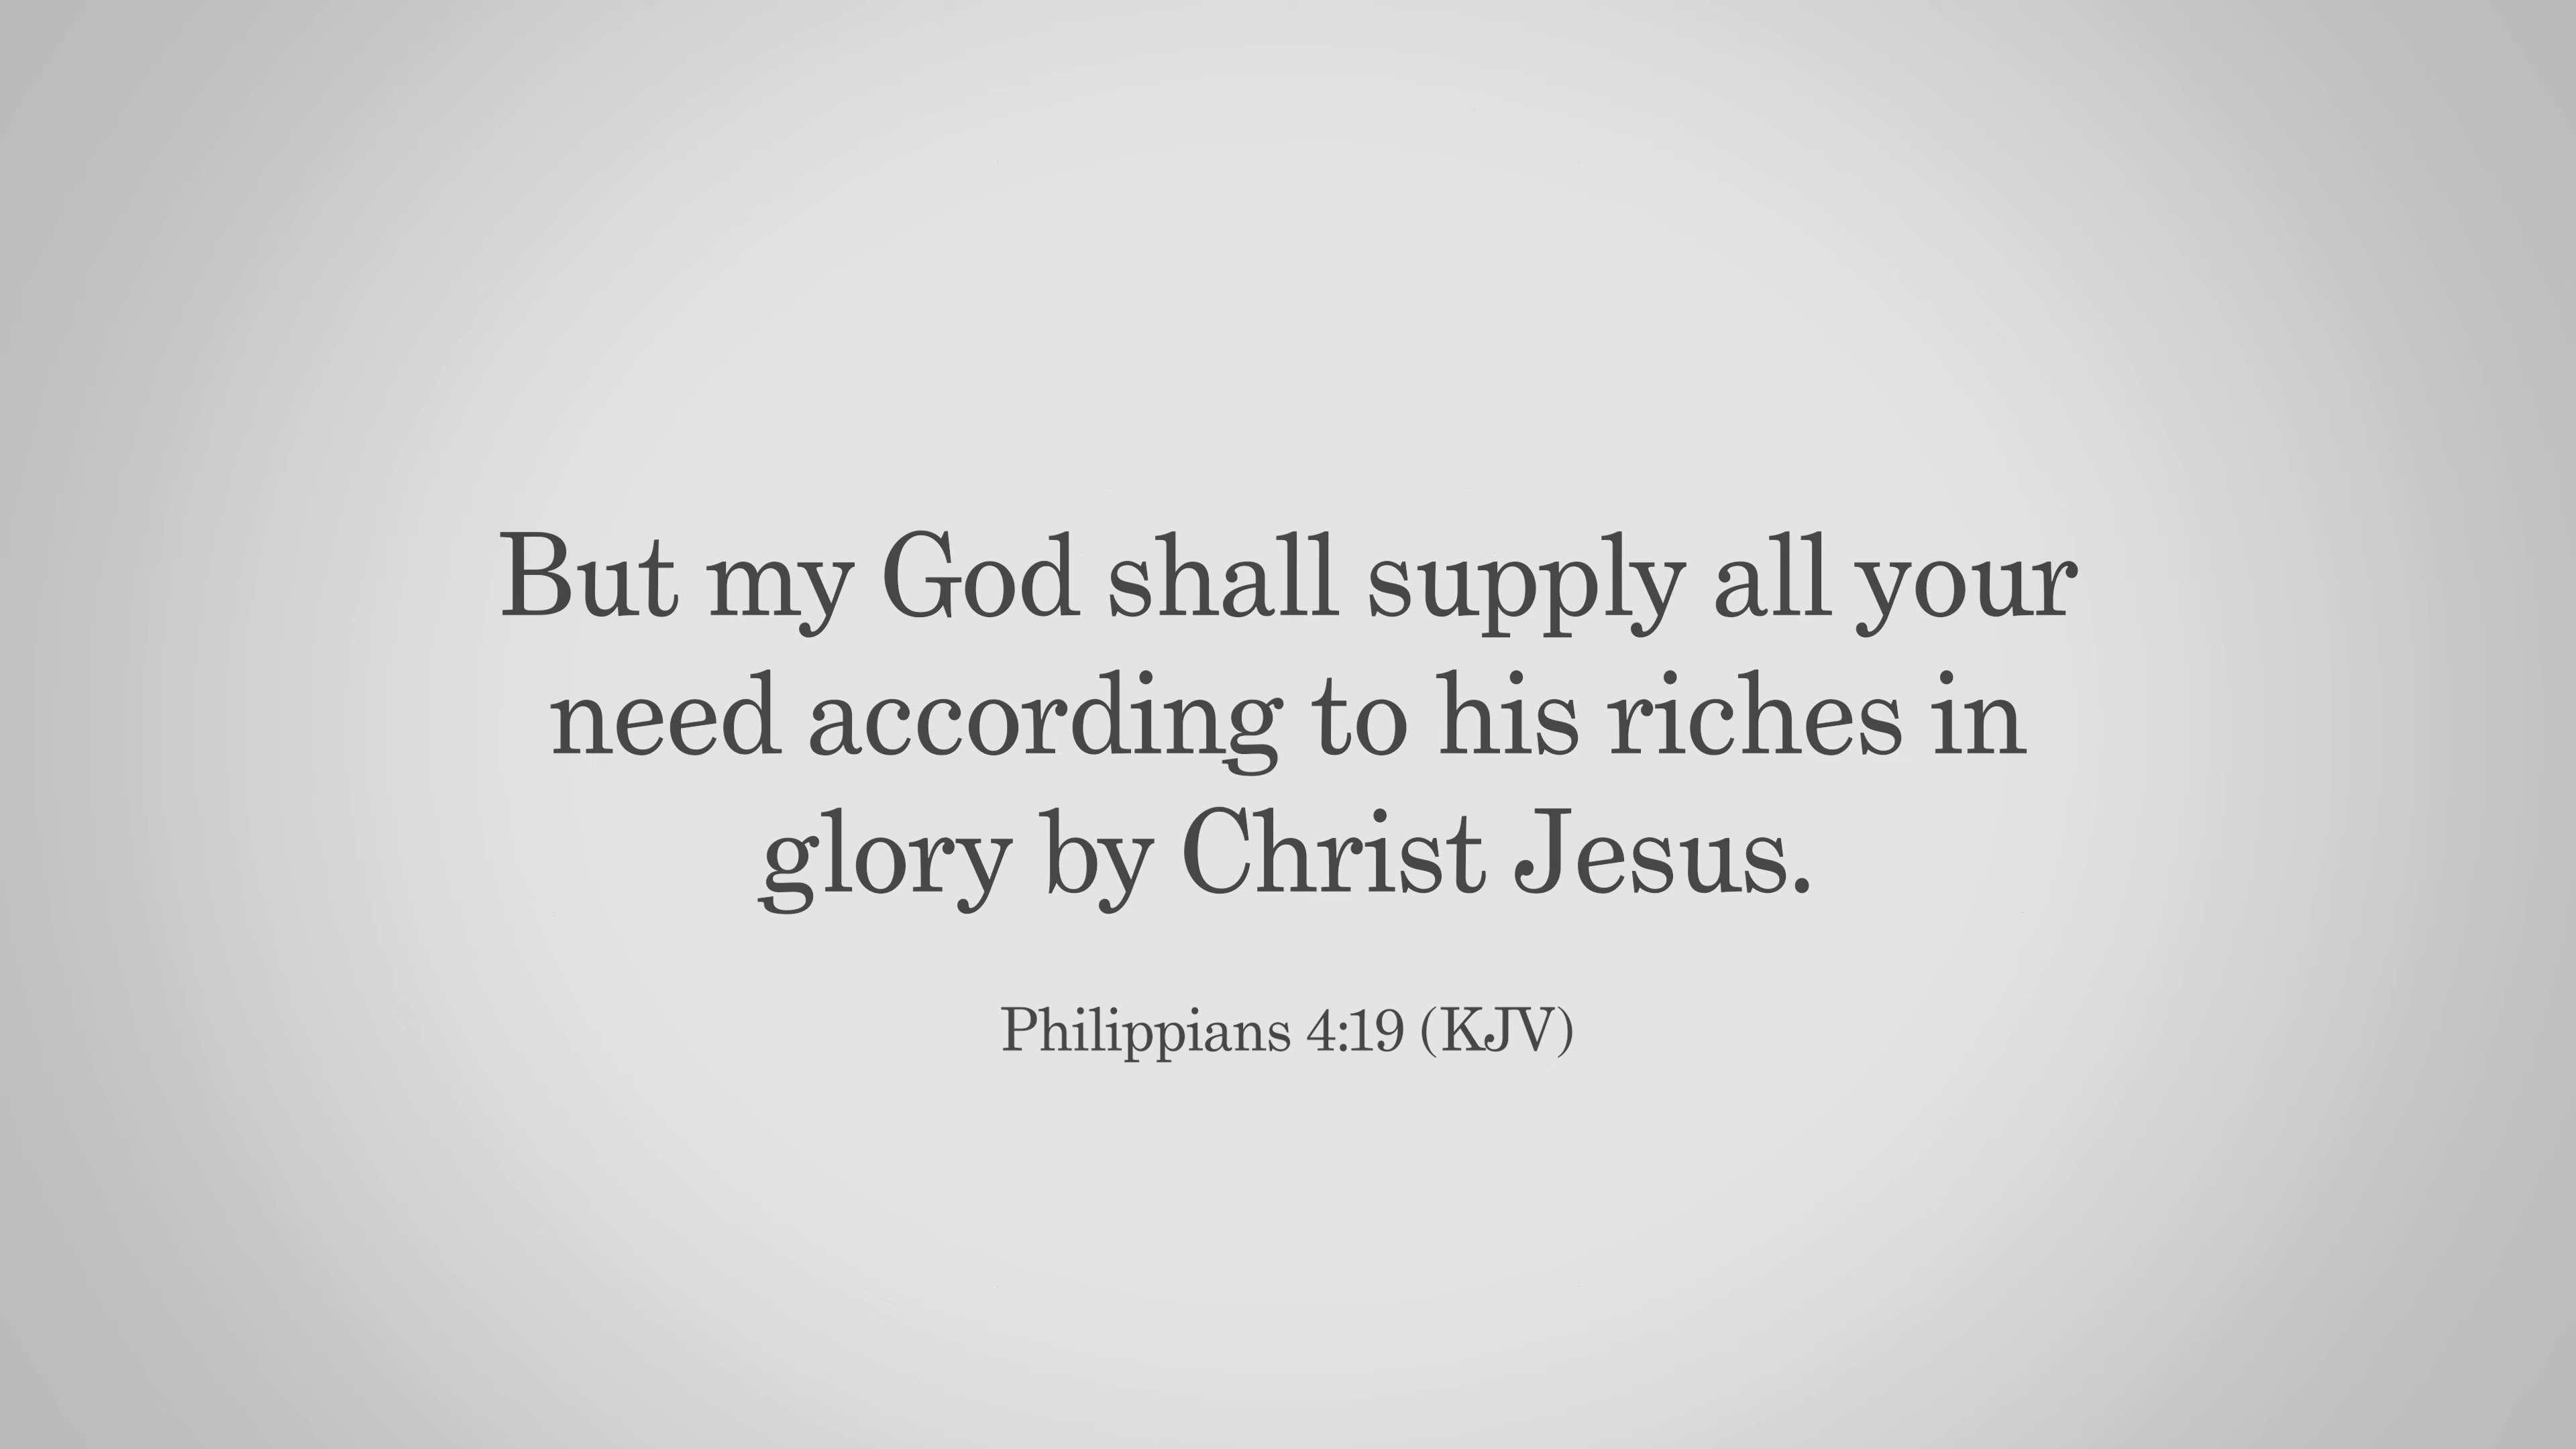 But my God shall supply all your
need according to his riches in
glory by Christ Jesus.
Philippians 4:19 (KJV)